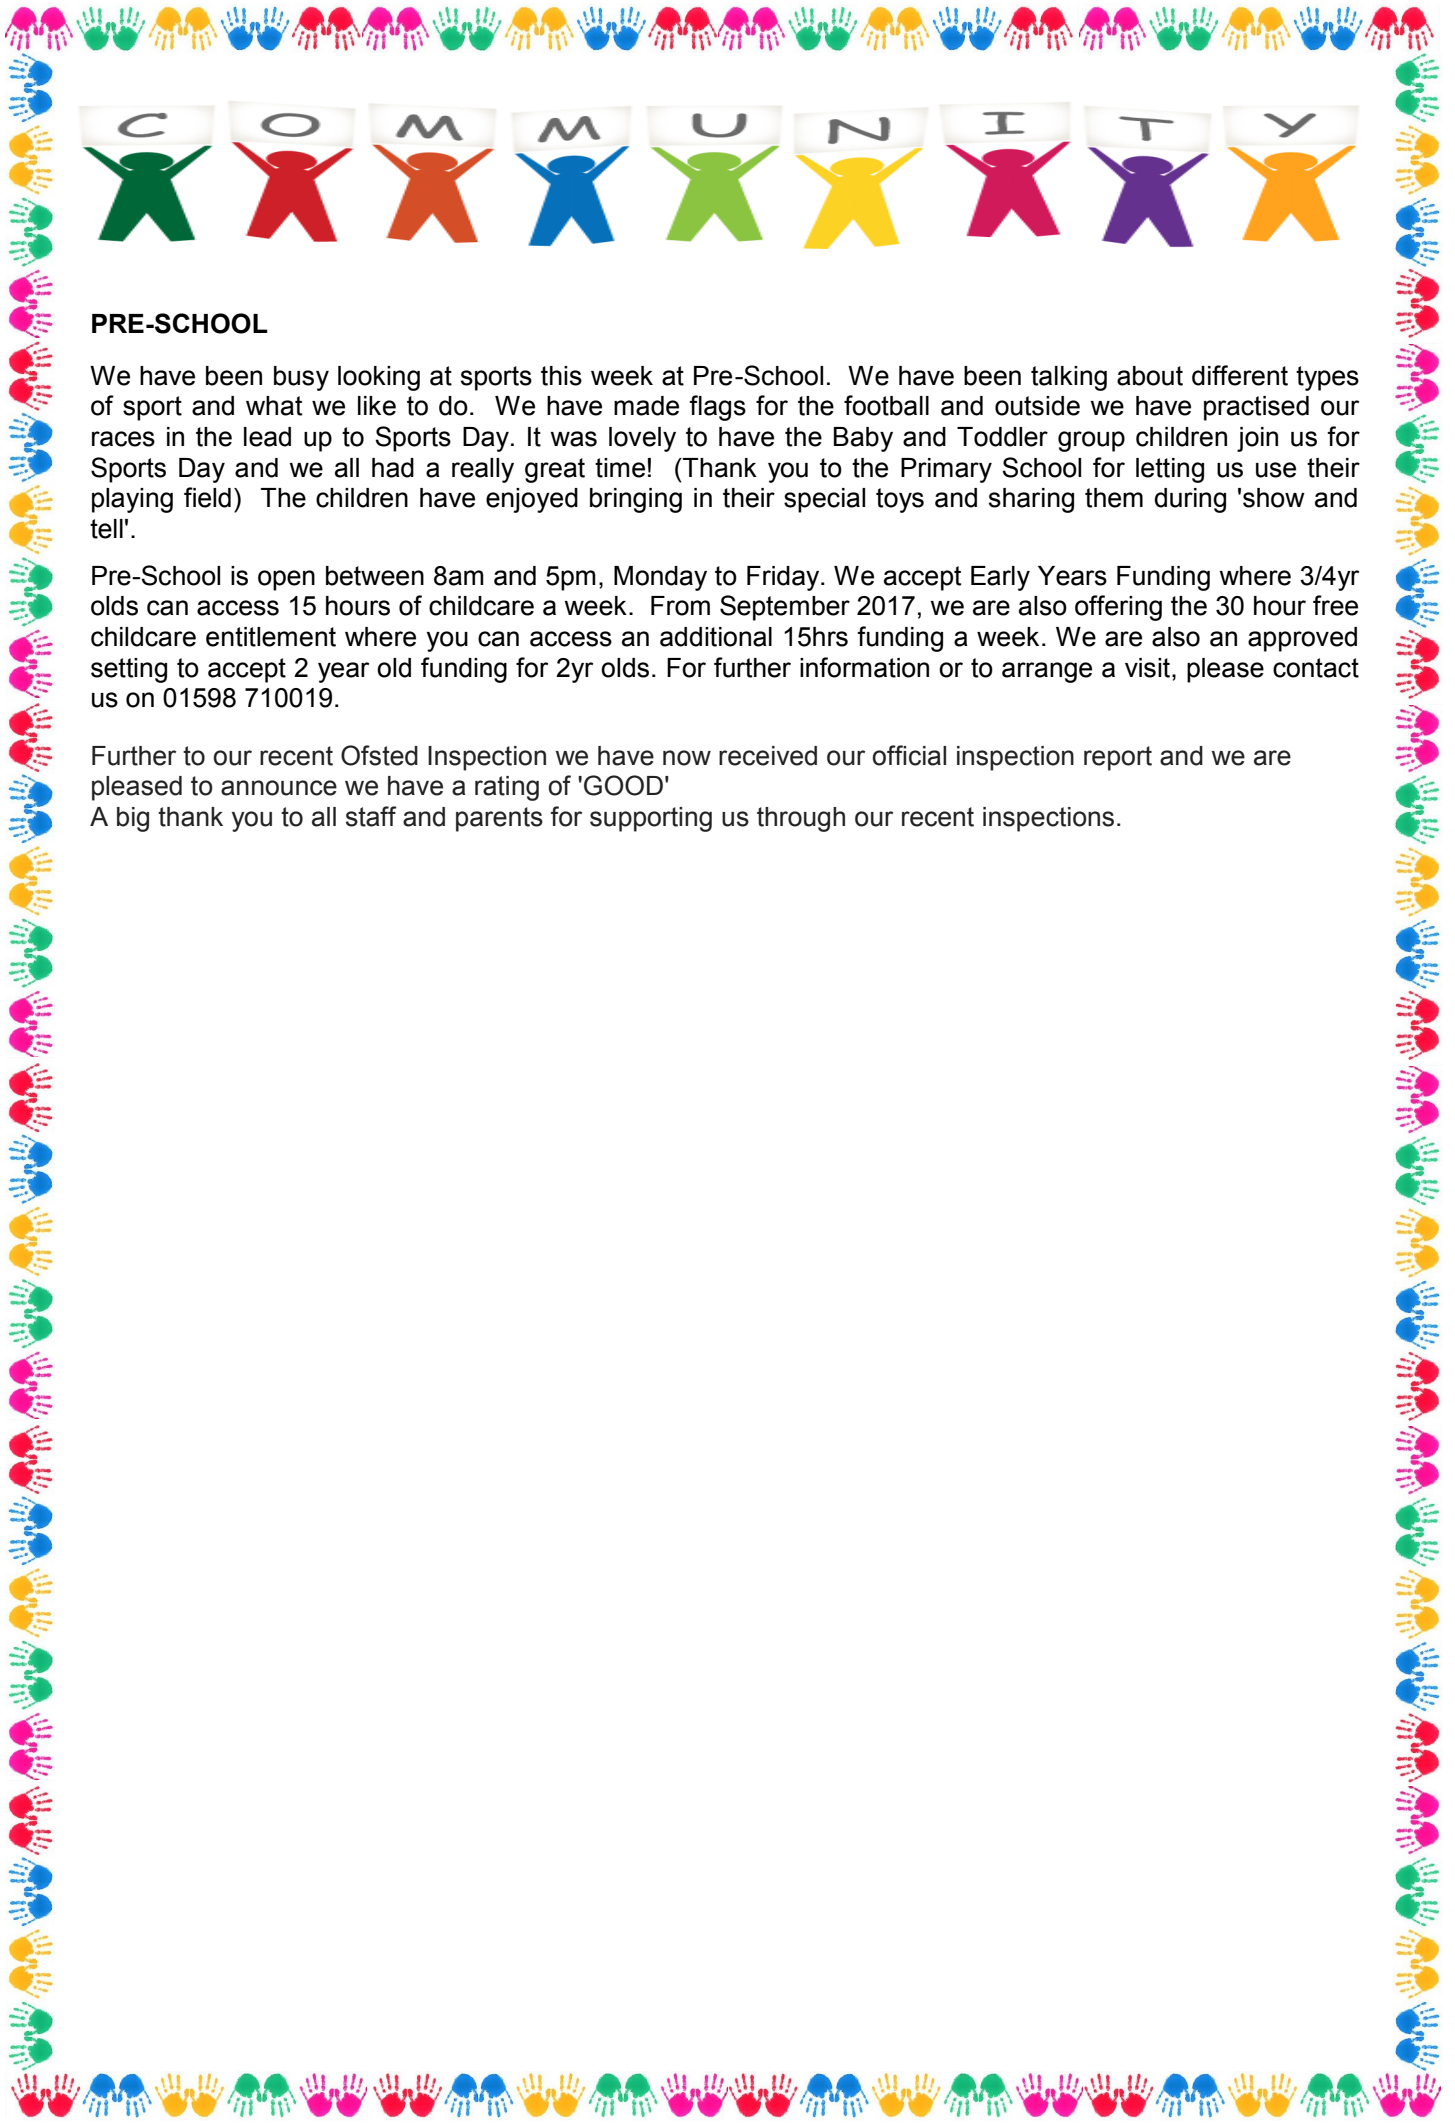 COMMUNITY
PRE-SCHOOL
We have been busy looking at sports this week at Pre-School.  We have been talking about different types
of sport and what we like to do.  We have made flags for the football and outside we have practised our
races in the lead up to Sports Day. It was lovely to have the Baby and Toddler group children join us for
Sports Day and we all had a really great time!  (Thank you to the Primary School for letting us use their
playing field)  The children have enjoyed bringing in their special toys and sharing them during 'show and
tell'.
Pre-School is open between 8am and 5pm, Monday to Friday. We accept Early Years Funding where 3/4yr
olds can access 15 hours of childcare a week.  From September 2017, we are also offering the 30 hour free
childcare entitlement where you can access an additional 15hrs funding a week. We are also an approved
setting to accept 2 year old funding for 2yr olds. For further information or to arrange a visit, please contact
us on 01598 710019.
Further to our recent Ofsted Inspection we have now received our official inspection report and we are
pleased to announce we have a rating of 'GOOD'
A big thank you to all staff and parents for supporting us through our recent inspections.